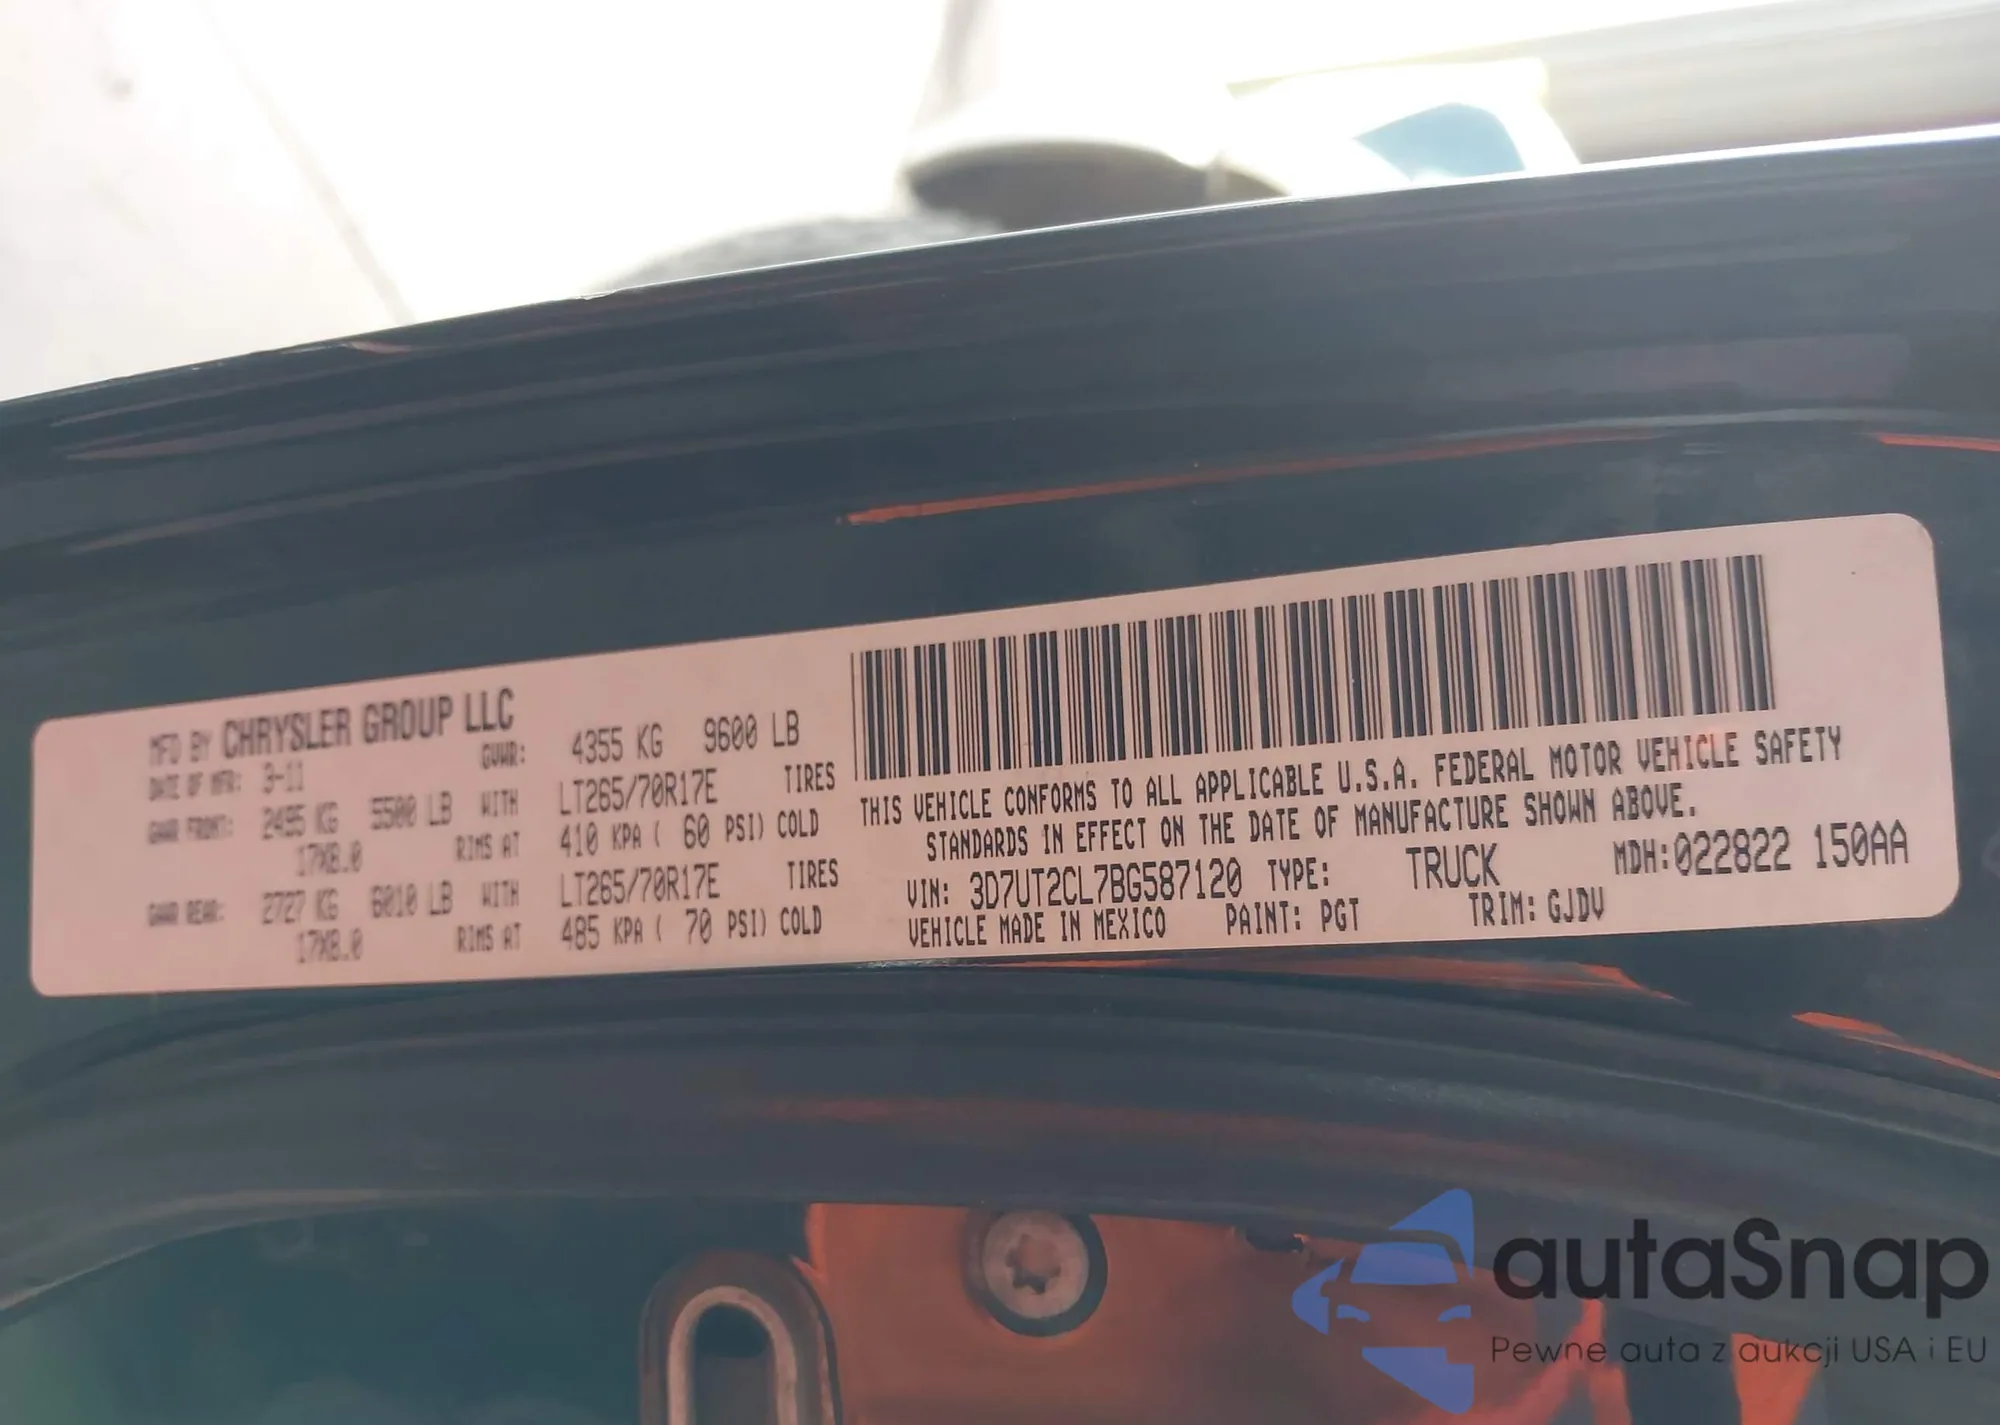 MFD BY CHRYSLER GROUP LLC
DATE OF MFR: 3-11 GVWR: 4355 KG 9600 LB
GAWR FRONT: 2495 KG 5500 LB WITH LT265/70R17E TIRES
17X8.0 RIMS AT 410 KPA ( 60 PSI) COLD
GAWR REAR: 2727 KG 6010 LB WITH LT265/70R17E TIRES
17X8.0 RIMS AT 485 KPA ( 70 PSI) COLD
THIS VEHICLE CONFORMS TO ALL APPLICABLE U.S.A. FEDERAL MOTOR VEHICLE SAFETY
STANDARDS IN EFFECT ON THE DATE OF MANUFACTURE SHOWN ABOVE.
VIN: 3D7UT2CL7BG587120 TYPE: TRUCK MDH:022822 150AA
VEHICLE MADE IN MEXICO PAINT: PGT TRIM: GJDV
autaSnap
Pewne auta z aukcji USA i EU